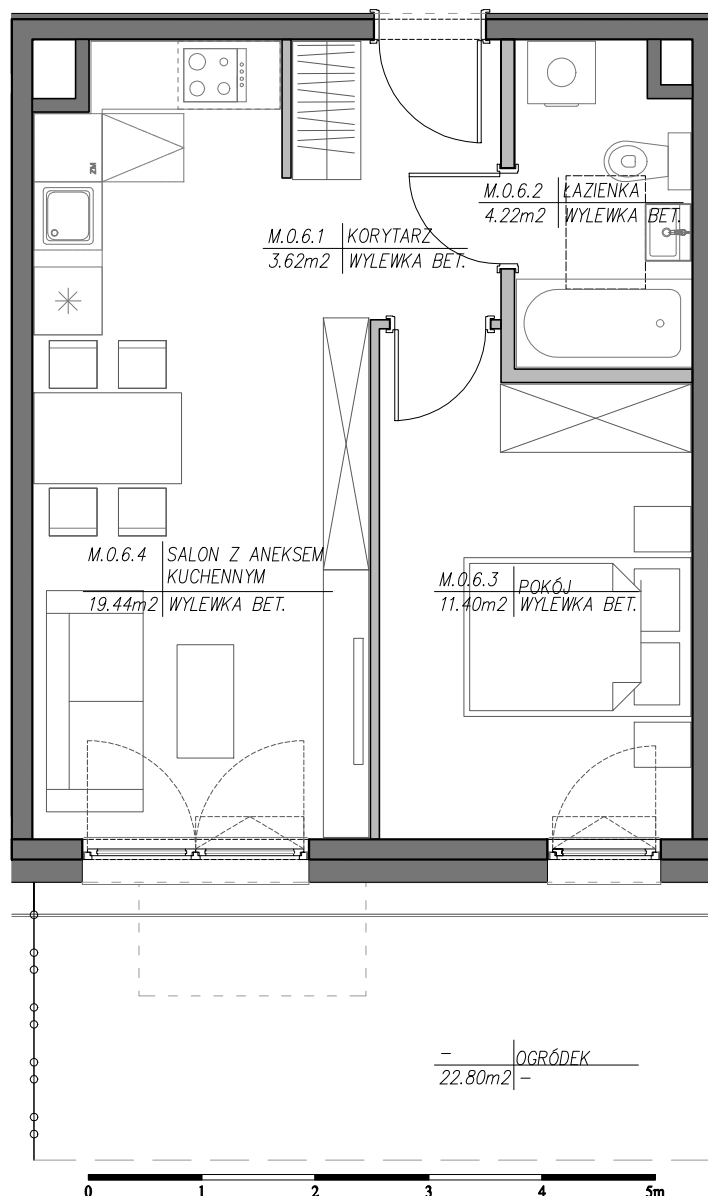 ZM
M.0.6.2 ŁAZIENKA
4.22m2 WYLEWKA BET.
M.0.6.1 KORYTARZ
3.62m2 WYLEWKA BET.
M.0.6.4 SALON Z ANEKSEM
KUCHENNYM
19.44m2 WYLEWKA BET.
M.0.6.3 POKÓJ
11.40m2 WYLEWKA BET.
– OGRÓDEK
22.80m2 –
0 1 2 3 4 5m